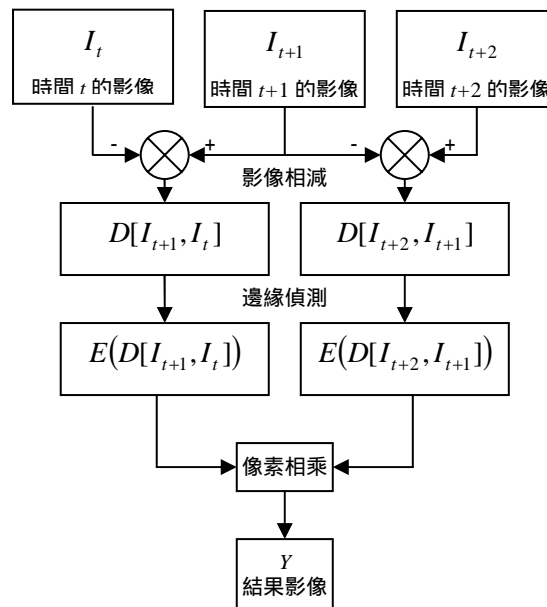 I_t
時間 t 的影像
I_{t+1}
時間 t+1 的影像
I_{t+2}
時間 t+2 的影像
- + - +
影像相減
D[I_{t+1}, I_t]
D[I_{t+2}, I_{t+1}]
邊緣偵測
E(D[I_{t+1}, I_t])
E(D[I_{t+2}, I_{t+1}])
像素相乘
Y
結果影像